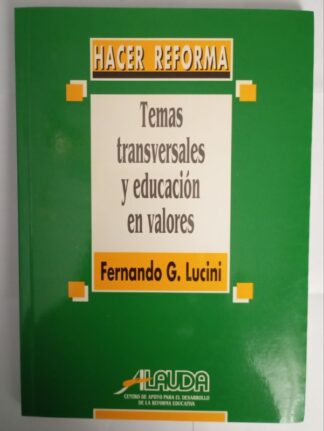 HACER REFORMA
Temas
transversales
y educación
en valores
Fernando G. Lucini
ALAUDA
CENTRO DE APOYO PARA EL DESARROLLO
DE LA REFORMA EDUCATIVA